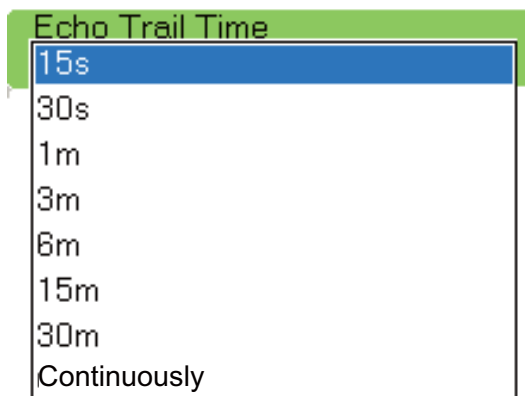 Echo Trail Time
15s
30s
1m
3m
6m
15m
30m
Continuously